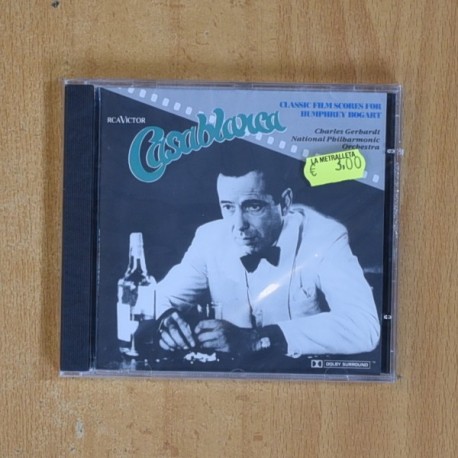 RCA VICTOR
Casablanca
CLASSIC FILM SCORES FOR
HUMPHREY BOGART
Charles Gerhardt
National Philharmonic
Orchestra
LA METRALLETA
€ 3,00
DOLBY SURROUND